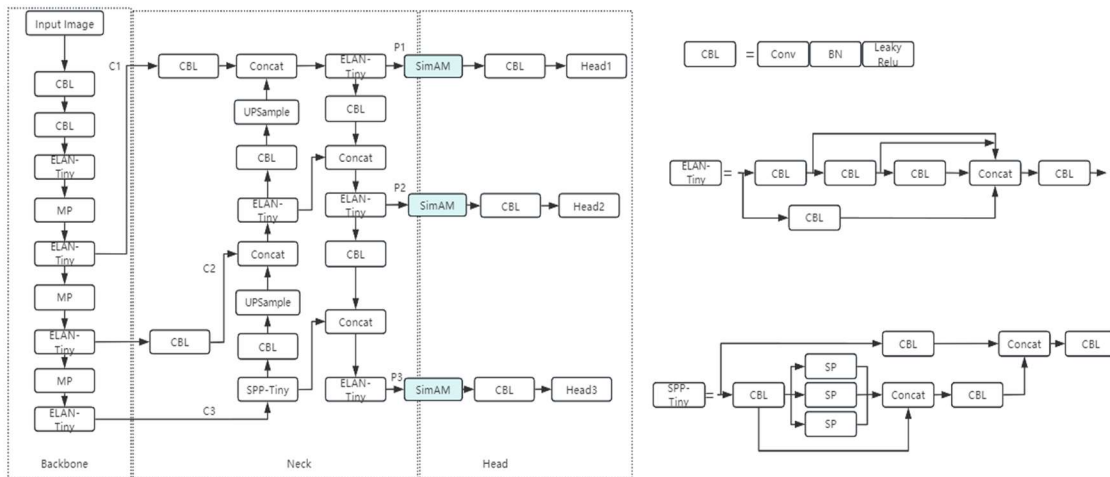 Input Image
CBL
CBL
ELAN-
Tiny
MP
ELAN-
Tiny
MP
ELAN-
Tiny
MP
ELAN-
Tiny
Backbone
C1
CBL
Concat
ELAN-
Tiny
P1
UPSample
CBL
CBL
Concat
ELAN-
Tiny
ELAN-
Tiny
P2
C2
Concat
CBL
UPSample
CBL
Concat
CBL
SPP-Tiny
ELAN-
Tiny
P3
C3
Neck
SimAM
CBL
Head1
SimAM
CBL
Head2
SimAM
CBL
Head3
Head
CBL
=
Conv
BN
Leaky
Relu
ELAN-
Tiny
=
CBL
CBL
CBL
Concat
CBL
CBL
SPP-
Tiny
=
CBL
CBL
SP
SP
SP
Concat
CBL
Concat
CBL